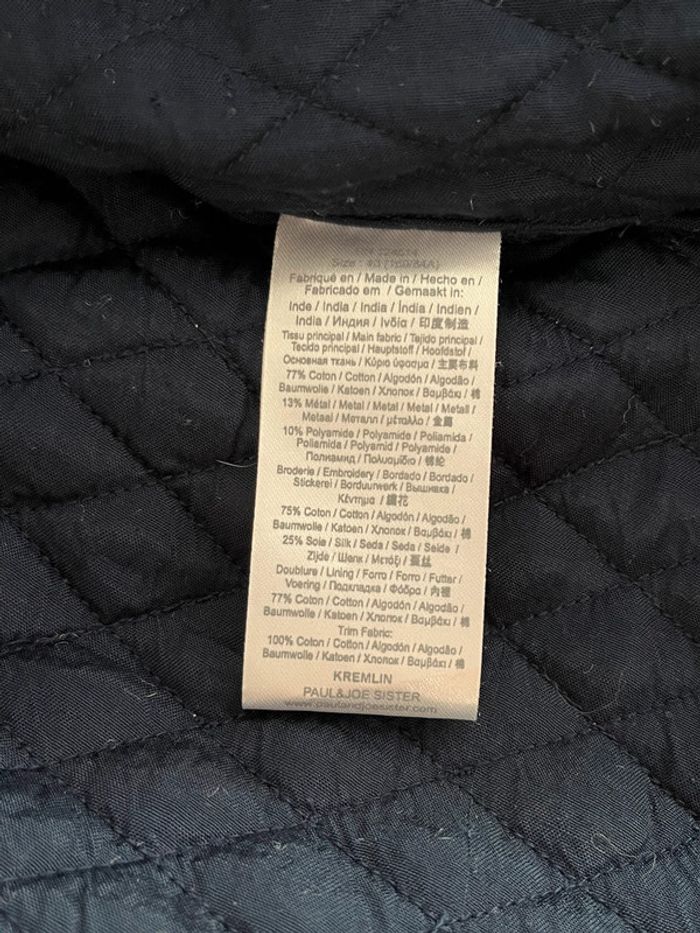 Size :
Fabriqué en / Made in / Hecho en /
Fabricado em / Gemaakt in:
Inde / India / India / Índia / Indien /
India / Индия / Ινδία / 印度制造
Tissu principal / Main fabric / Tejido principal /
Tecido principal / Hauptstoff / Hoofdstof /
Основная ткань / Κύριο ύφασμα / 主要布料
77% Coton / Cotton / Algodón / Algodão /
Baumwolle / Katoen / Хлопок / Βαμβάκι / 棉
13% Métal / Metal / Metal / Metal / Metall /
Metaal / Металл / μέταλλο / 金属
10% Polyamide / Polyamide / Poliamida /
Poliamida / Polyamid / Polyamide /
Полиамид / Πολυαμίδιο / 锦纶
Broderie / Embroidery / Bordado / Bordado /
Stickerei / Borduurwerk / Вышивка /
Κέντημα / 繡花
75% Coton / Cotton / Algodón / Algodão /
Baumwolle / Katoen / Хлопок / Βαμβάκι / 棉
25% Soie / Silk / Seda / Seda / Seide /
Zijde / Шелк / Μετάξι / 蚕丝
Doublure / Lining / Forro / Forro / Futter /
Voering / Подкладка / Φόδρα / 內裡
77% Coton / Cotton / Algodón / Algodão /
Baumwolle / Katoen / Хлопок / Βαμβάκι / 棉
Trim Fabric:
100% Coton / Cotton / Algodón / Algodão /
Baumwolle / Katoen / Хлопок / Βαμβάκι / 棉
KREMLIN
PAUL&JOE SISTER
www.paulandjoesister.com